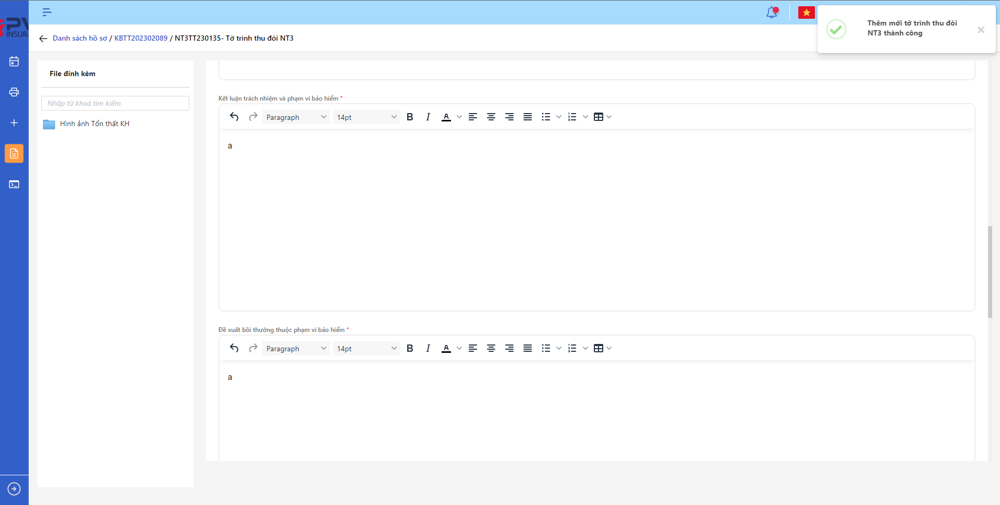 PV
INSURA
Danh sách hồ sơ / KBTT202302089 / NT3TT230135- Tờ trình thu đòi NT3
Thêm mới tờ trình thu đòi
NT3 thành công
File đính kèm
Nhập từ khoá tìm kiếm
Hình ảnh Tổn thất KH
Kết luận trách nhiệm và phạm vi bảo hiểm *
Paragraph 14pt B I A
a
Đề xuất bồi thường thuộc phạm vi bảo hiểm *
Paragraph 14pt B I A
a